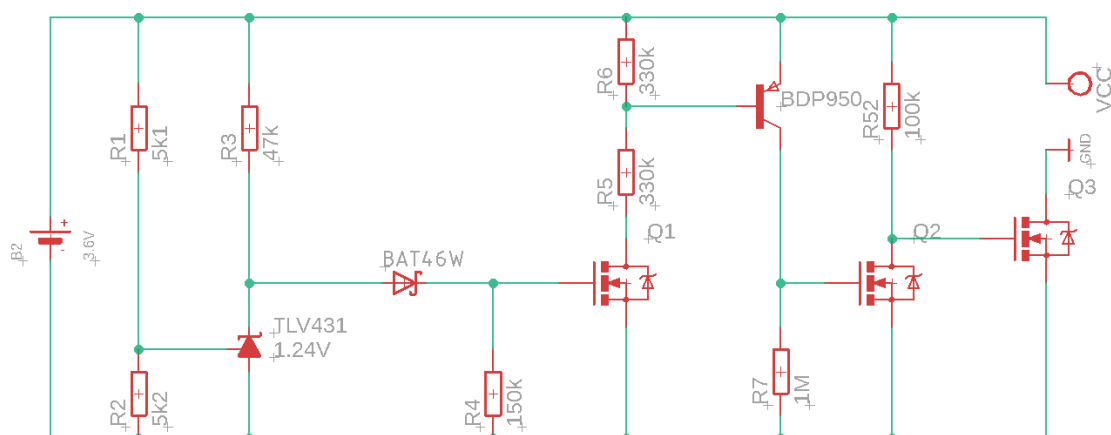 R1
5k1
R3
47k
R6
330k
BDP950
R52
100k
VCC
GND
Q3
R5
330k
Q1
Q2
B2
+
-
3.6V
BAT46W
TLV431
1.24V
R2
5k2
R4
150k
R7
1M